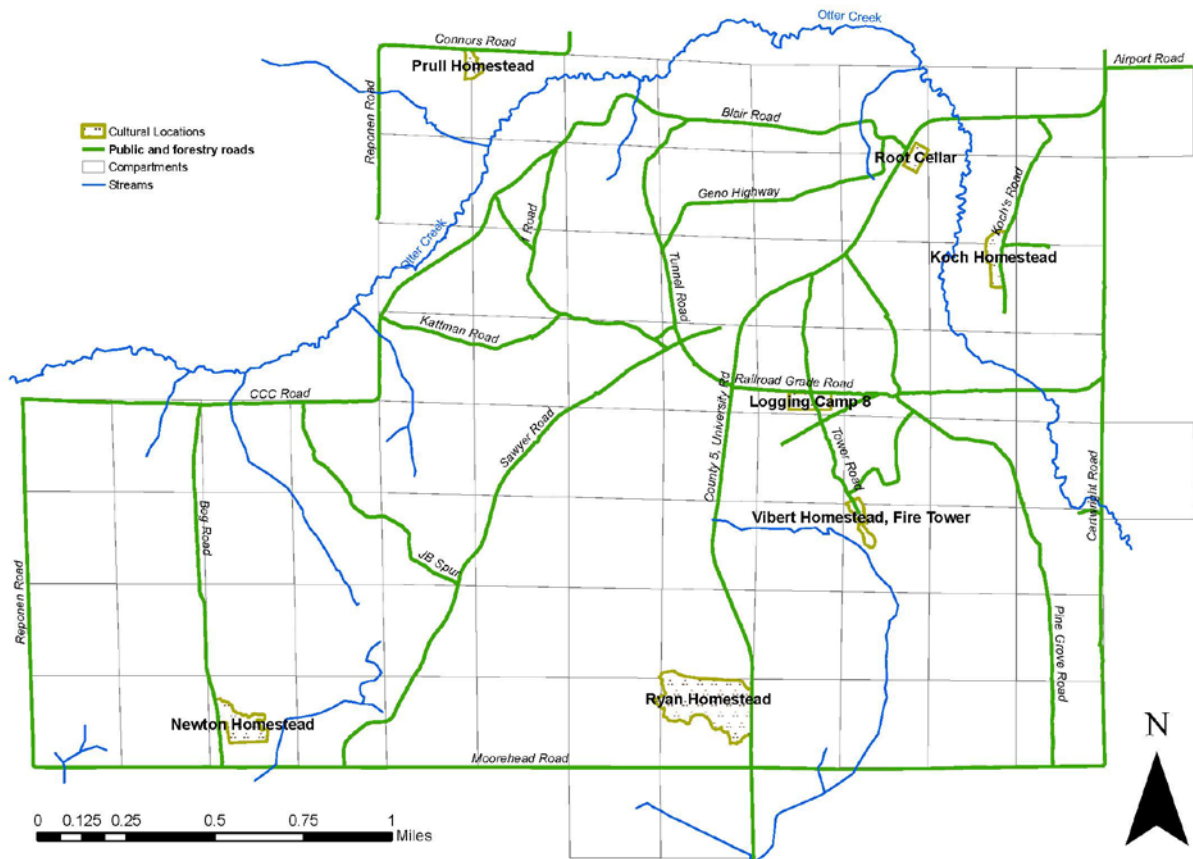 Otter Creek
Connors Road
Prull Homestead
Airport Road
Reponen Road
Cultural Locations
Public and forestry roads
Compartments
Streams
Blair Road
Root Cellar
Geno Highway
Koch's Road
Road
Otter Creek
Koch Homestead
Tunnel Road
Kattman Road
Railroad Grade Road
CCC Road
Logging Camp 8
Sawyer Road
County 5, University Rd
Tower Road
Cartwright Road
Bog Road
Vibert Homestead, Fire Tower
JB Spur
Reponen Road
Pine Grove Road
Ryan Homestead
Newton Homestead
Moorehead Road
N
0 0.125 0.25 0.5 0.75 1
Miles